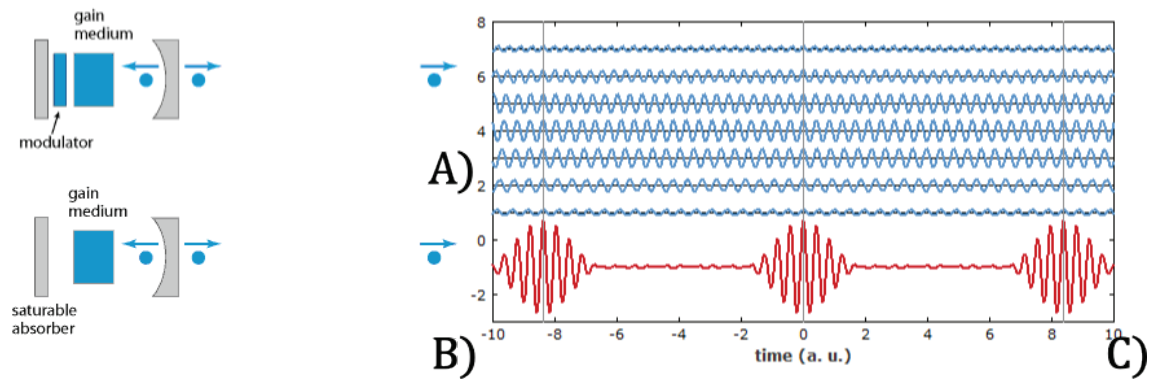 gain
medium
modulator
A)
gain
medium
saturable
absorber
B)
8
6
4
2
0
-2
-10 -8 -6 -4 -2 0 2 4 6 8 10
time (a. u.)
C)